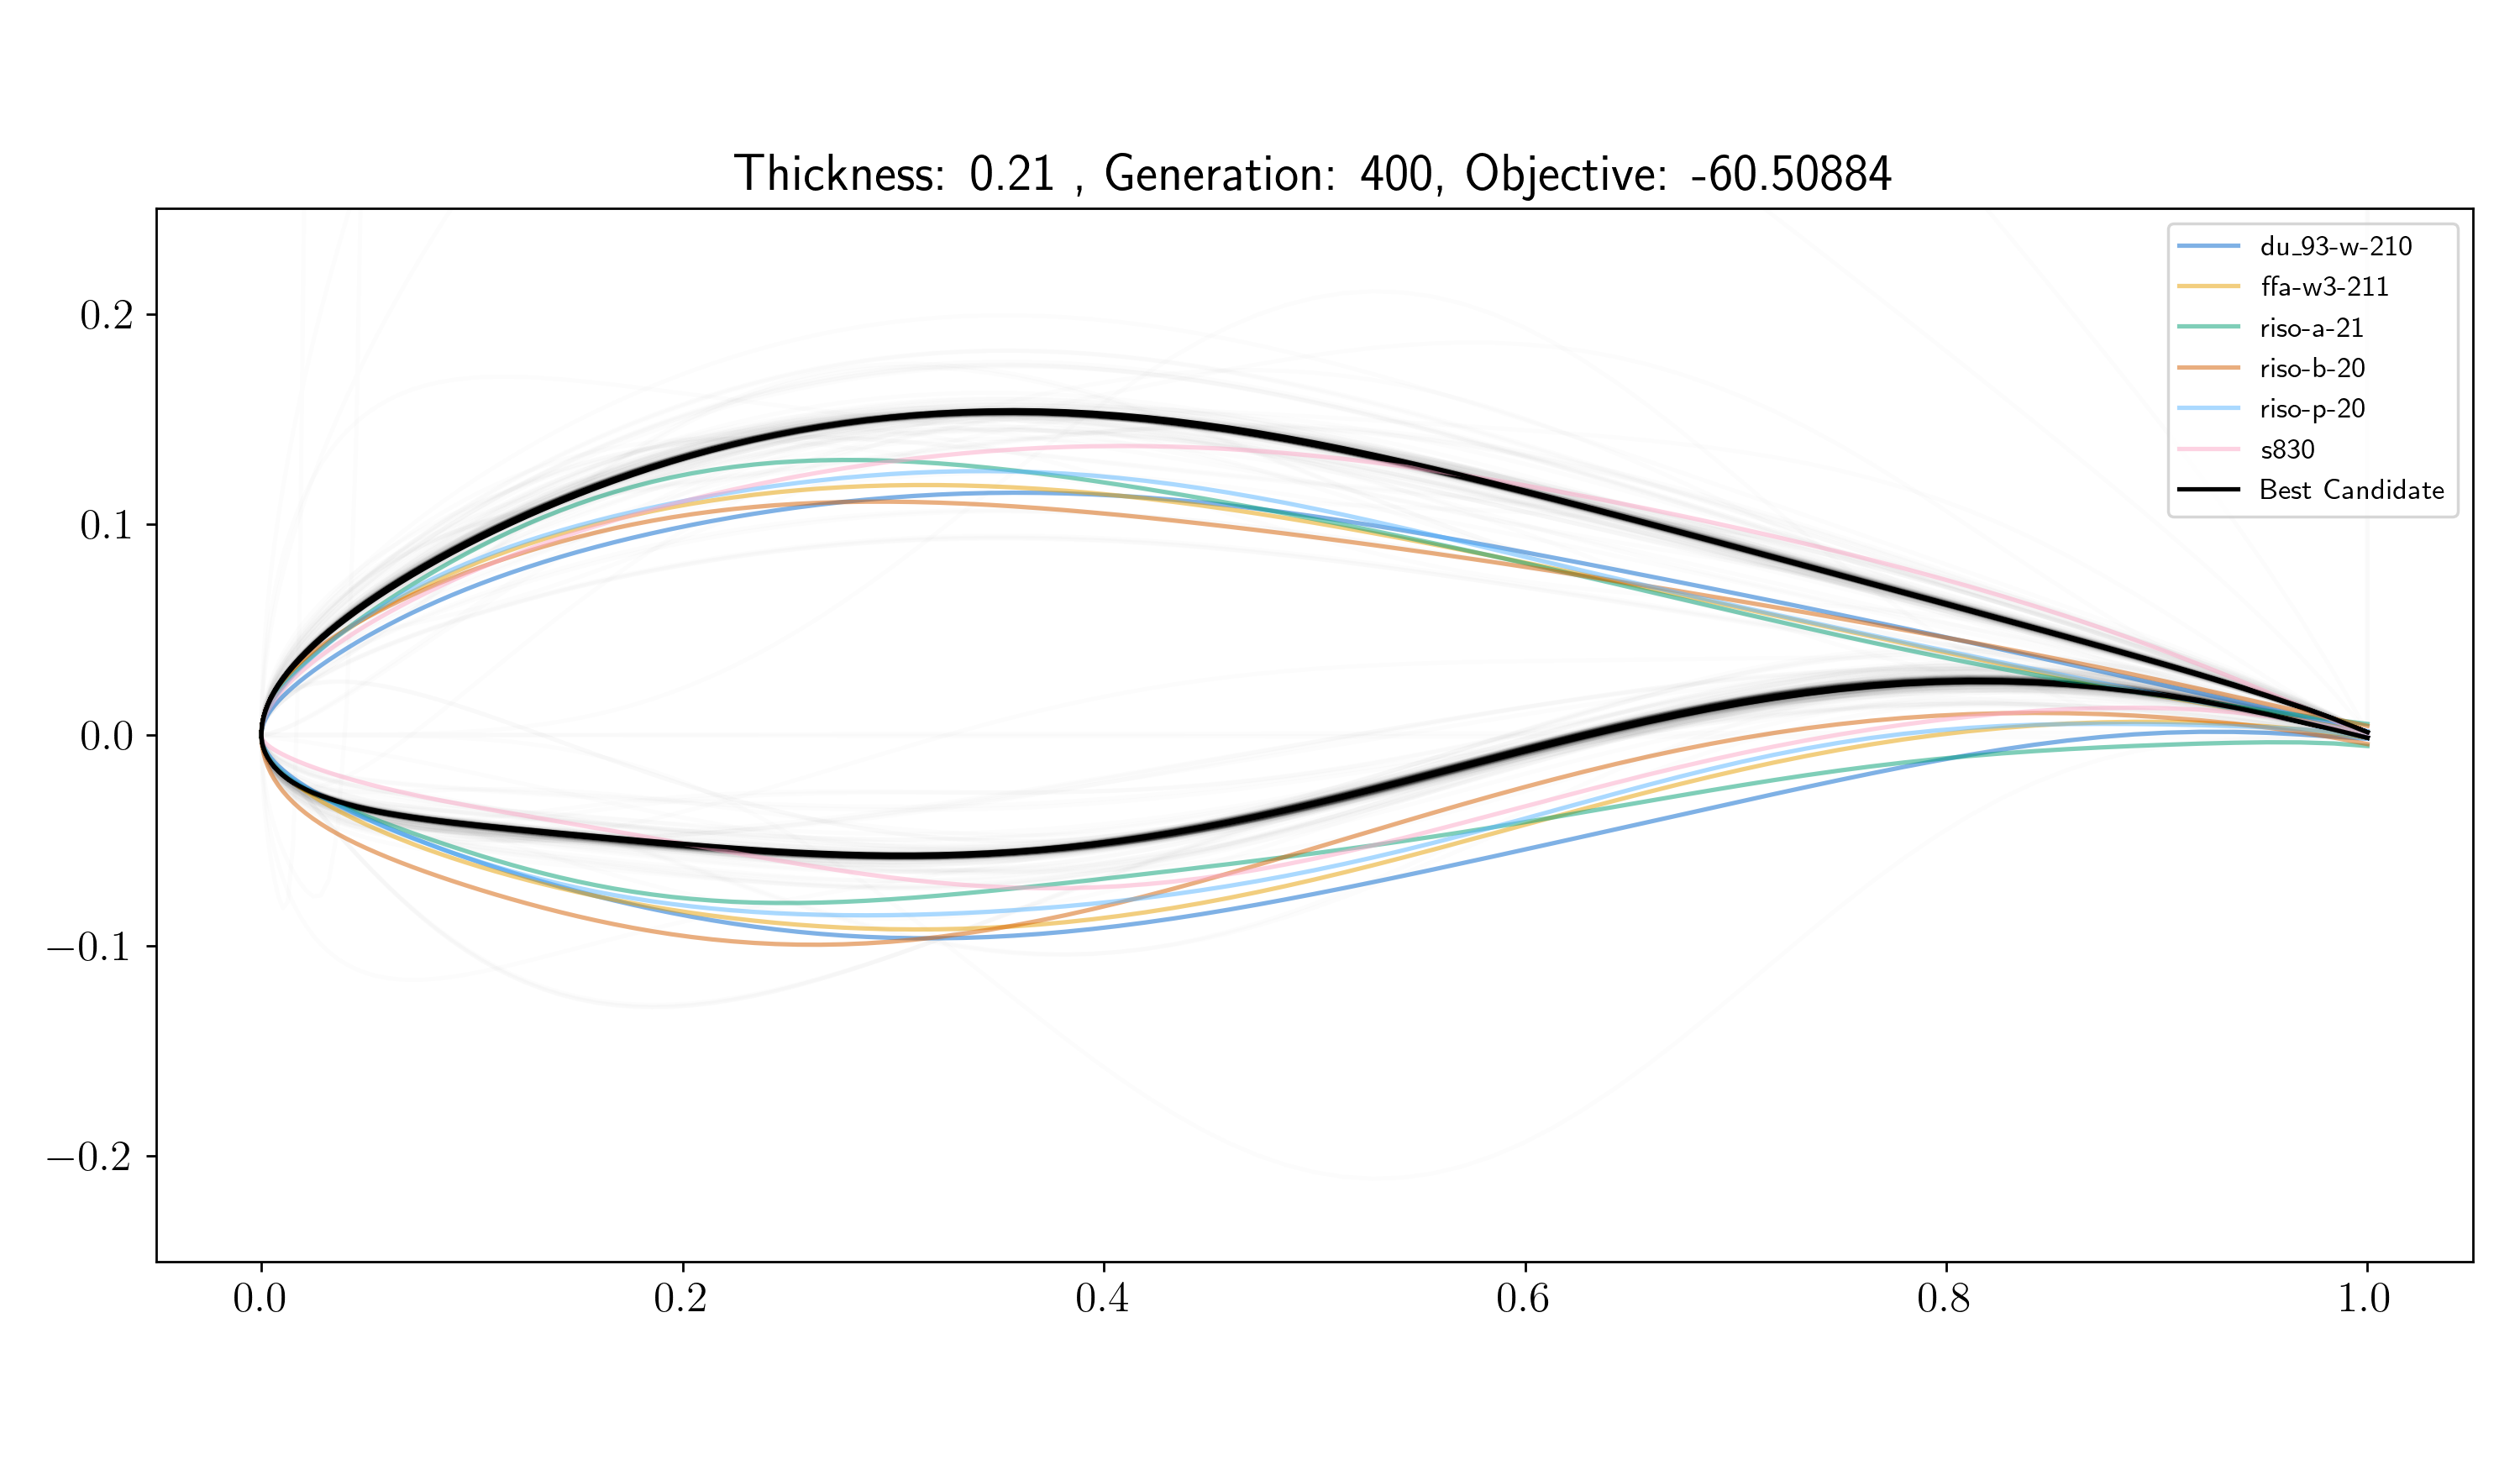 Thickness: 0.21 , Generation: 400, Objective: -60.50884
du_93-w-210
ffa-w3-211
riso-a-21
riso-b-20
riso-p-20
s830
Best Candidate
0.2
0.1
0.0
−0.1
−0.2
0.0 0.2 0.4 0.6 0.8 1.0